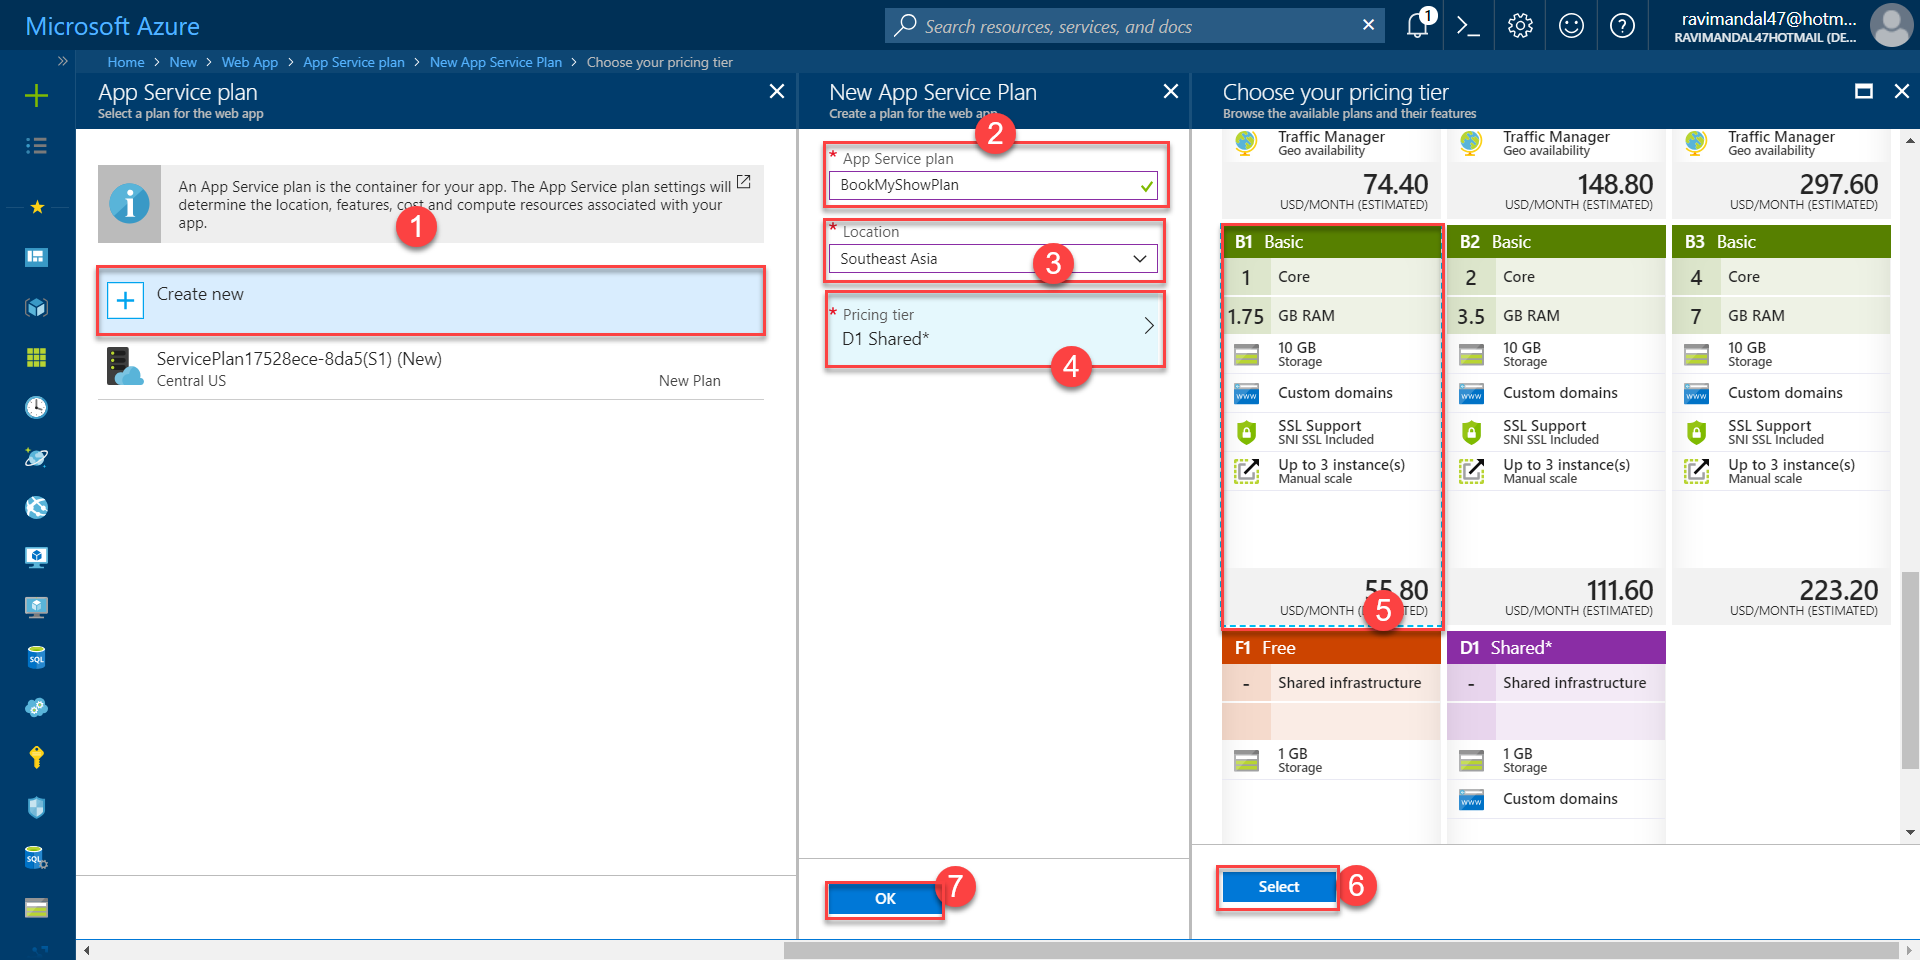 Microsoft Azure
Search resources, services, and docs
1
ravimandal47@hotm...
RAVIMANDAL47HOTMAIL (DE...
Home > New > Web App > App Service plan > New App Service Plan > Choose your pricing tier
App Service plan
Select a plan for the web app
An App Service plan is the container for your app. The App Service plan settings will
determine the location, features, cost and compute resources associated with your
app.
1
Create new
ServicePlan17528ece-8da5(S1) (New)
Central US
New Plan
New App Service Plan
Create a plan for the web app
2
* App Service plan
BookMyShowPlan
* Location
Southeast Asia
3
* Pricing tier
D1 Shared*
4
OK
7
Choose your pricing tier
Browse the available plans and their features
Traffic Manager
Geo availability
74.40
USD/MONTH (ESTIMATED)
Traffic Manager
Geo availability
148.80
USD/MONTH (ESTIMATED)
Traffic Manager
Geo availability
297.60
USD/MONTH (ESTIMATED)
B1 Basic
1 Core
1.75 GB RAM
10 GB
Storage
www
Custom domains
SSL Support
SNI SSL Included
Up to 3 instance(s)
Manual scale
55.80
USD/MONTH (ESTIMATED)
5
B2 Basic
2 Core
3.5 GB RAM
10 GB
Storage
www
Custom domains
SSL Support
SNI SSL Included
Up to 3 instance(s)
Manual scale
111.60
USD/MONTH (ESTIMATED)
B3 Basic
4 Core
7 GB RAM
10 GB
Storage
www
Custom domains
SSL Support
SNI SSL Included
Up to 3 instance(s)
Manual scale
223.20
USD/MONTH (ESTIMATED)
F1 Free
- Shared infrastructure
1 GB
Storage
D1 Shared*
- Shared infrastructure
1 GB
Storage
www
Custom domains
Select
6
SQL
SQL